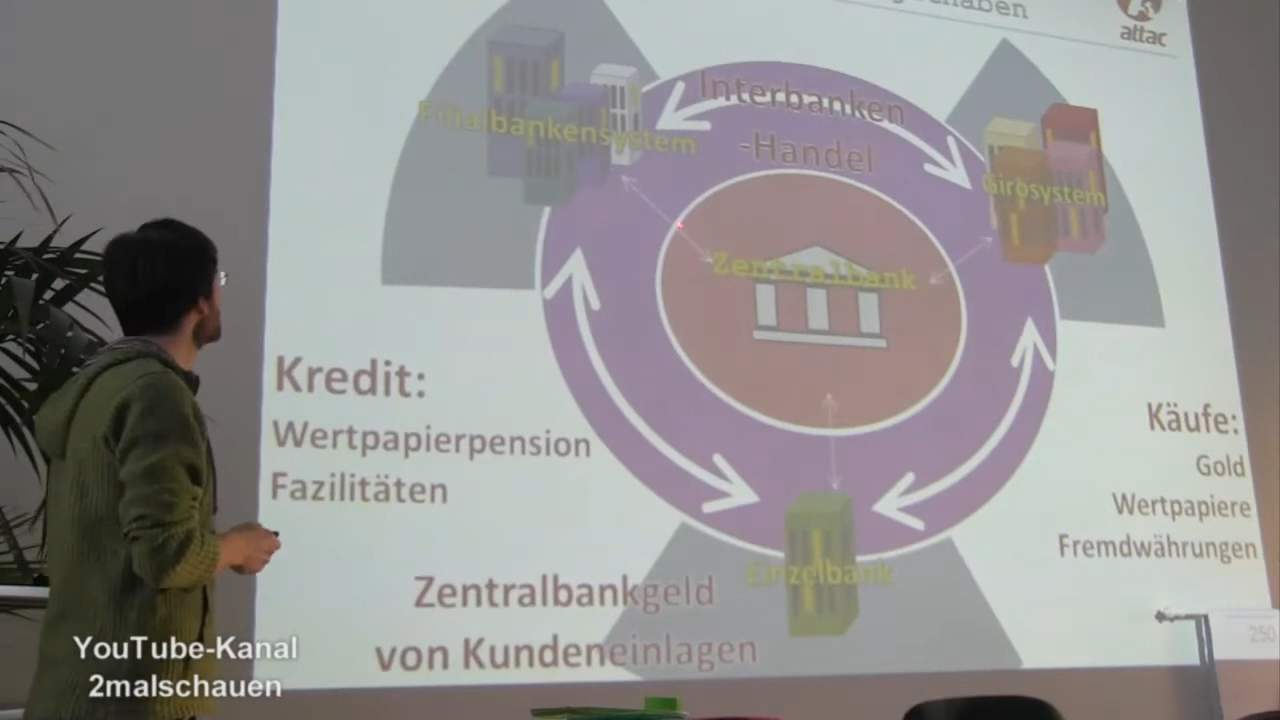 attac
Interbanken
-Handel
Filialbankensystem
Girosystem
Zentralbank
Kredit:
Wertpapierpension
Fazilitäten
Käufe:
Gold
Wertpapiere
Fremdwährungen
Einzelbank
Zentralbankgeld
von Kundeneinlagen
250
YouTube-Kanal
2malschauen